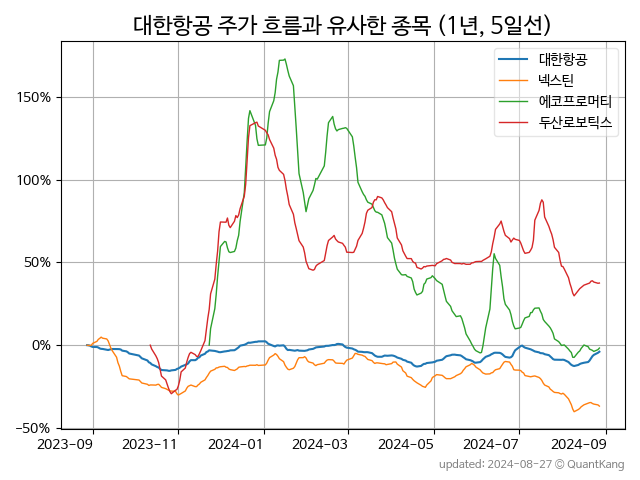 대한항공 주가 흐름과 유사한 종목 (1년, 5일선)
대한항공
넥스틴
에코프로머티
두산로보틱스
150%
100%
50%
0%
−50%
2023-09 2023-11 2024-01 2024-03 2024-05 2024-07 2024-09
updated: 2024-08-27 © QuantKang